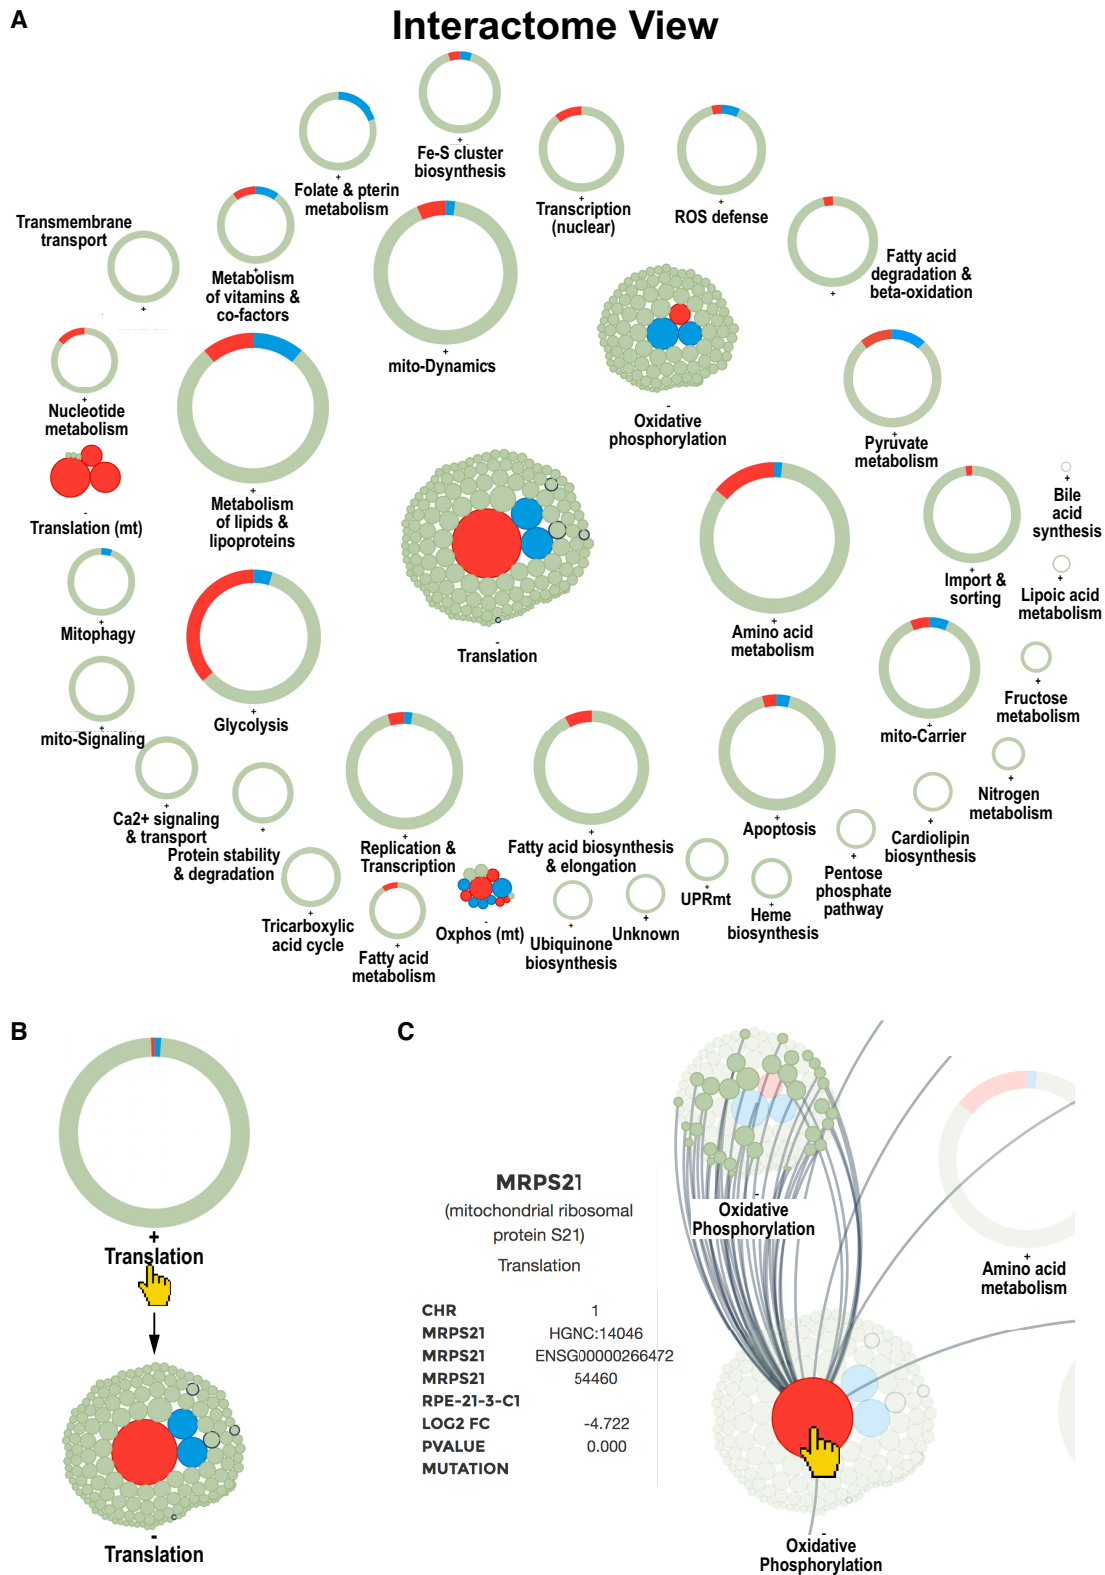 A
Interactome View
Fe-S cluster
biosynthesis
Folate & pterin
metabolism
Transcription
(nuclear)
ROS defense
Transmembrane
transport
Metabolism
of vitamins &
co-factors
Fatty acid
degradation &
beta-oxidation
mito-Dynamics
Nucleotide
metabolism
Oxidative
phosphorylation
Pyruvate
metabolism
Bile
acid
synthesis
Translation (mt)
Metabolism
of lipids &
lipoproteins
Import &
sorting
Lipoic acid
metabolism
Mitophagy
Translation
Amino acid
metabolism
Fructose
metabolism
mito-Signaling
Glycolysis
mito-Carrier
Nitrogen
metabolism
Ca2+ signaling
& transport
Protein stability
& degradation
Replication &
Transcription
Fatty acid biosynthesis
& elongation
Apoptosis
Cardiolipin
biosynthesis
Pentose
phosphate
pathway
Tricarboxylic
acid cycle
Fatty acid
metabolism
Oxphos (mt)
Ubiquinone
biosynthesis
Unknown
UPRmt
Heme
biosynthesis
B
+
Translation
-
Translation
C
MRPS21
(mitochondrial ribosomal
protein S21)
Translation
CHR 1
MRPS21 HGNC:14046
MRPS21 ENSG00000266472
MRPS21 54460
RPE-21-3-C1
LOG2 FC -4.722
PVALUE 0.000
MUTATION
-
Oxidative
Phosphorylation
+
Amino acid
metabolism
-
Oxidative
Phosphorylation